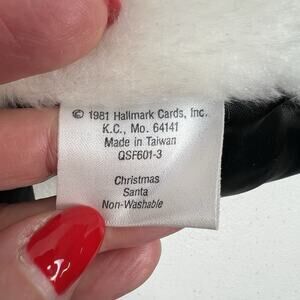 © 1981 Hallmark Cards, Inc.
K.C., Mo. 64141
Made in Taiwan
QSF601-3
Christmas
Santa
Non-Washable